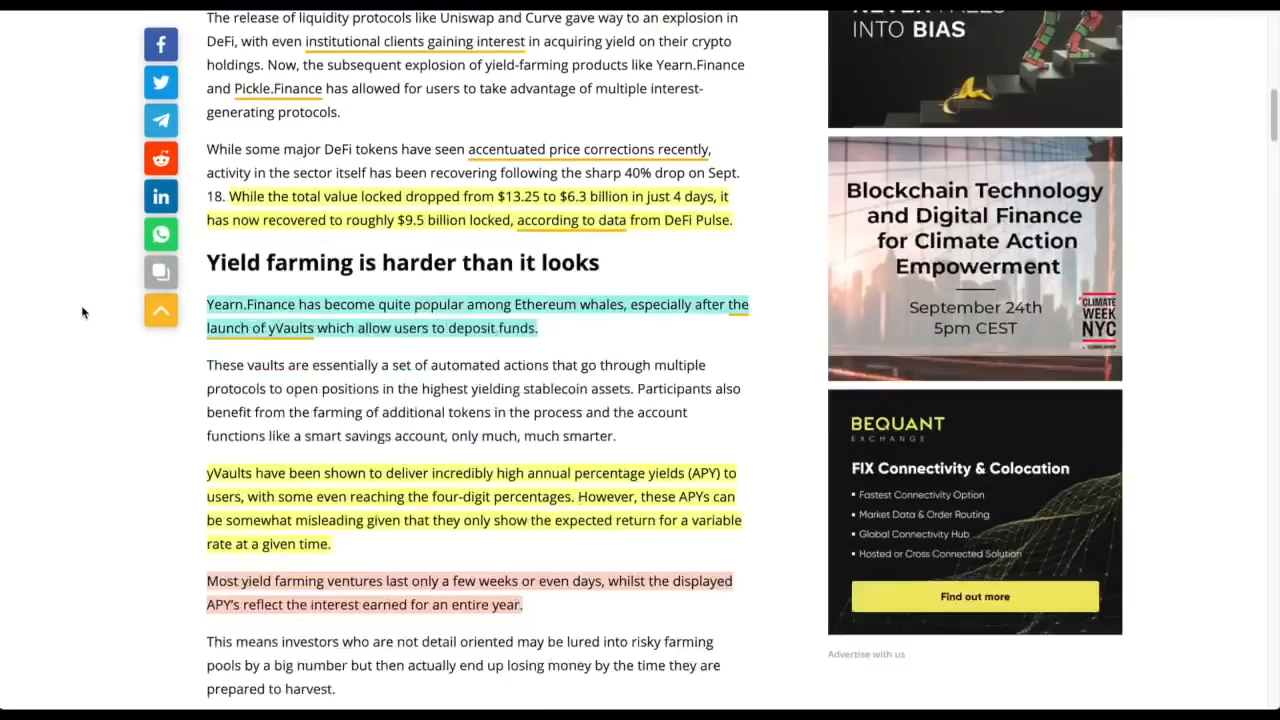 The release of liquidity protocols like Uniswap and Curve gave way to an explosion in
DeFi, with even institutional clients gaining interest in acquiring yield on their crypto
holdings. Now, the subsequent explosion of yield-farming products like Yearn.Finance
and Pickle.Finance has allowed for users to take advantage of multiple interest-
generating protocols.
While some major DeFi tokens have seen accentuated price corrections recently,
activity in the sector itself has been recovering following the sharp 40% drop on Sept.
18. While the total value locked dropped from $13.25 to $6.3 billion in just 4 days, it
has now recovered to roughly $9.5 billion locked, according to data from DeFi Pulse.
Yield farming is harder than it looks
Yearn.Finance has become quite popular among Ethereum whales, especially after the
launch of yVaults which allow users to deposit funds.
These vaults are essentially a set of automated actions that go through multiple
protocols to open positions in the highest yielding stablecoin assets. Participants also
benefit from the farming of additional tokens in the process and the account
functions like a smart savings account, only much, much smarter.
yVaults have been shown to deliver incredibly high annual percentage yields (APY) to
users, with some even reaching the four-digit percentages. However, these APYs can
be somewhat misleading given that they only show the expected return for a variable
rate at a given time.
Most yield farming ventures last only a few weeks or even days, whilst the displayed
APY's reflect the interest earned for an entire year.
This means investors who are not detail oriented may be lured into risky farming
pools by a big number but then actually end up losing money by the time they are
prepared to harvest.
INTO BIAS
Blockchain Technology
and Digital Finance
for Climate Action
Empowerment
September 24th
5pm CEST
CLIMATE
WEEK
NYC
BEQUANT
EXCHANGE
FIX Connectivity & Colocation
▪ Fastest Connectivity Option
▪ Market Data & Order Routing
▪ Global Connectivity Hub
▪ Hosted or Cross Connected Solution
Find out more
Advertise with us